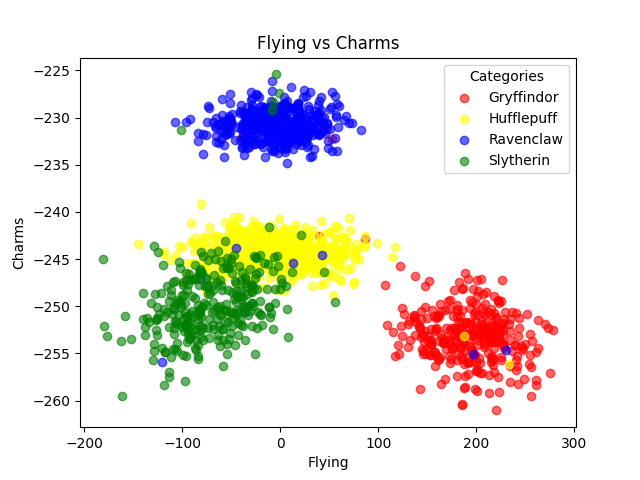 Flying vs Charms
Categories
Gryffindor
Hufflepuff
Ravenclaw
Slytherin
−225
−230
−235
−240
−245
−250
−255
−260
Charms
−200 −100 0 100 200 300
Flying